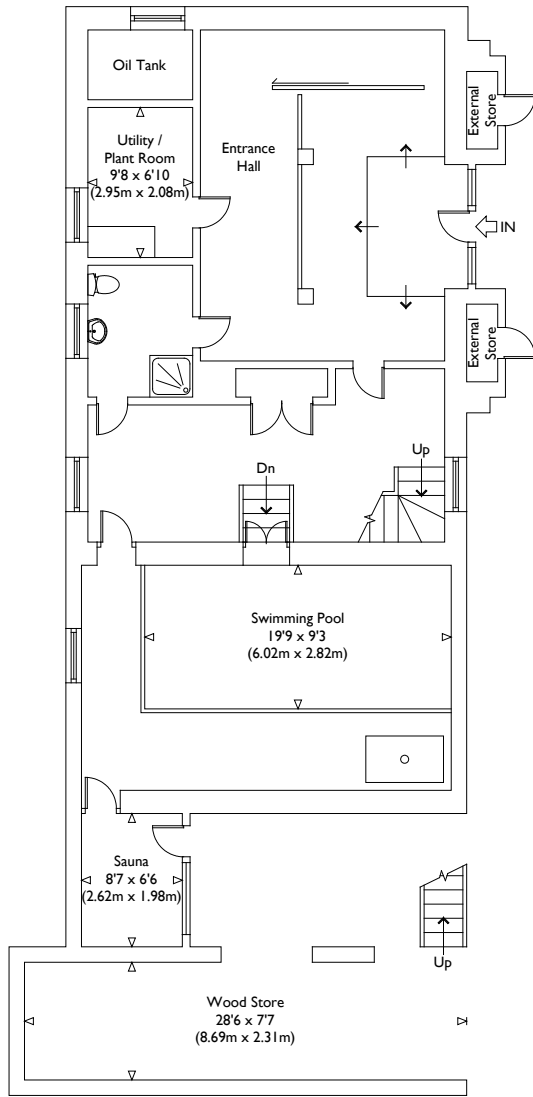 Oil Tank
External
Store
Utility /
Plant Room
9'8 x 6'10
(2.95m x 2.08m)
Entrance
Hall
IN
External
Store
Dn
Up
Swimming Pool
19'9 x 9'3
(6.02m x 2.82m)
Sauna
8'7 x 6'6
(2.62m x 1.98m)
Up
Wood Store
28'6 x 7'7
(8.69m x 2.31m)